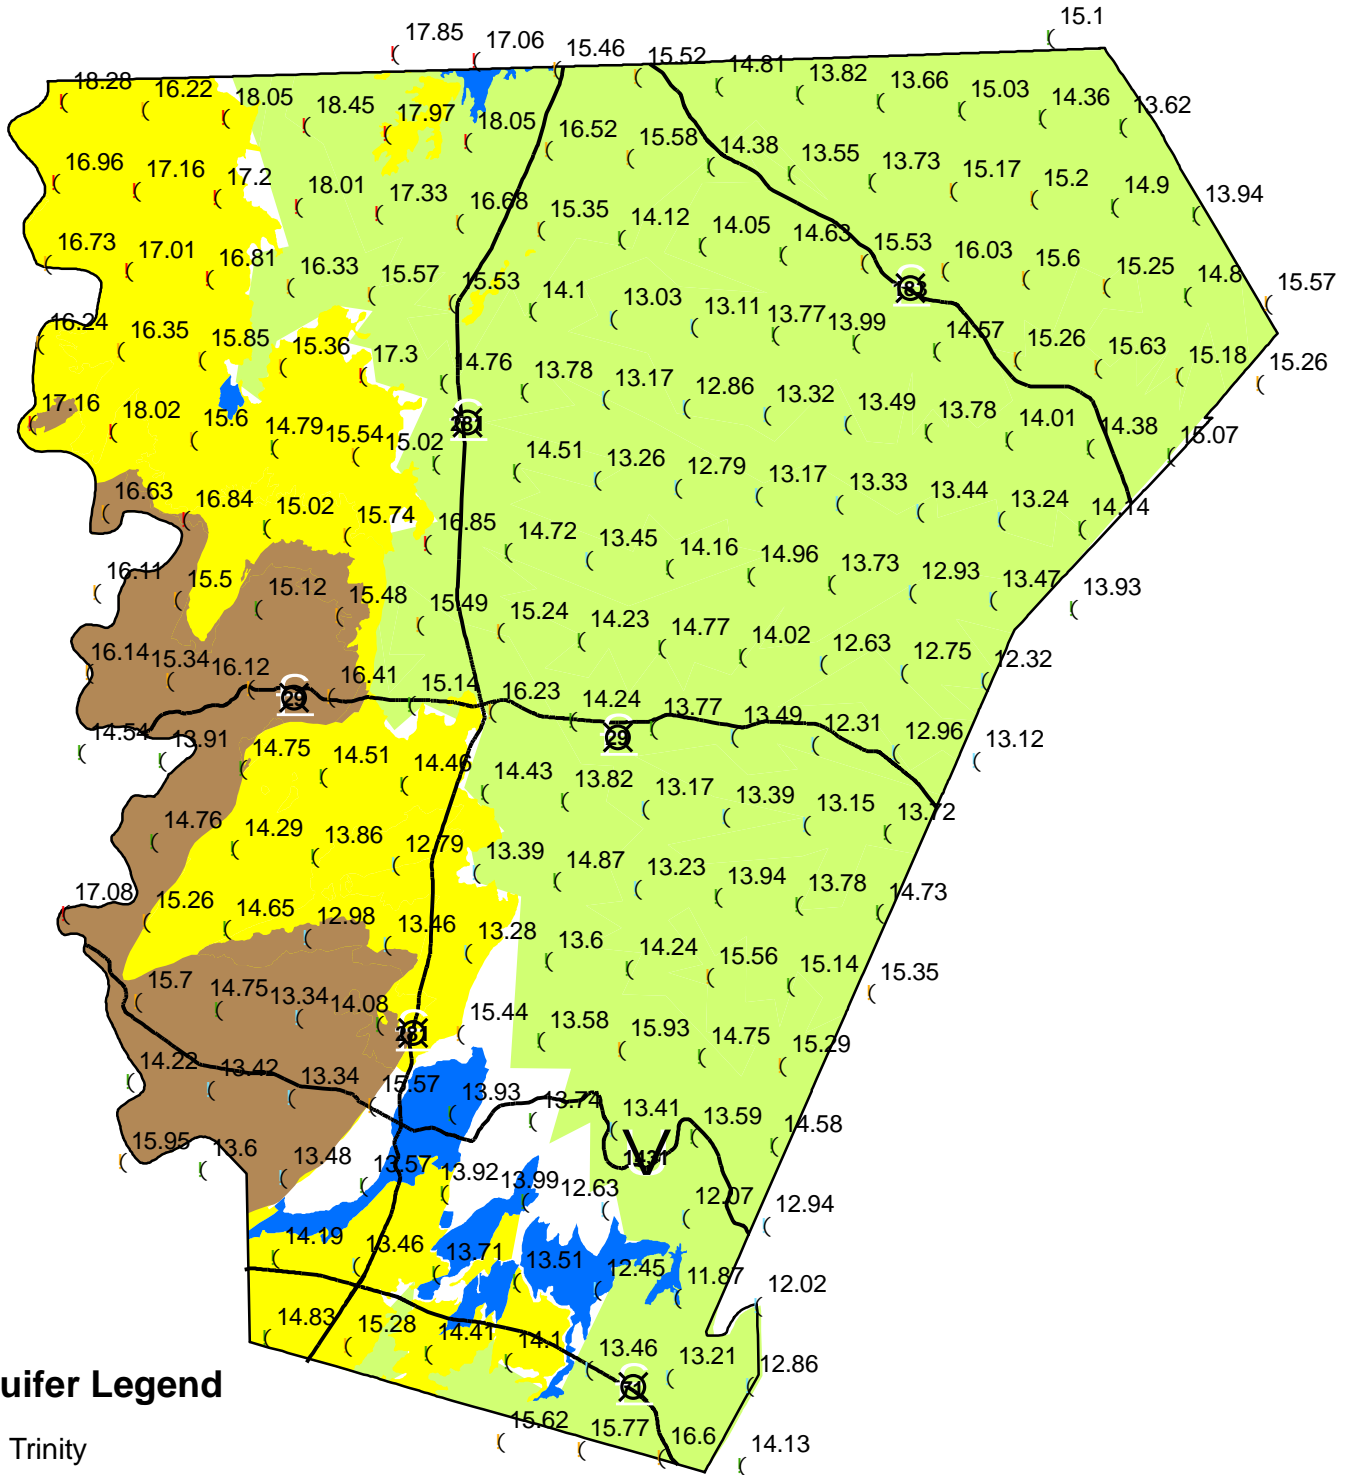 15.1
17.85 17.06 15.46 15.52 14.81 13.82 13.66 15.03 14.36 13.62
18.28 16.22 18.05 18.45 17.97 18.05 16.52 15.58 14.38 13.55 13.73 15.17 15.2 14.9 13.94
16.96 17.16 17.2 18.01 17.33 16.68 15.35 14.12 14.05 14.63 15.53 16.03 15.6 15.25 14.8 15.57
16.73 17.01 16.81 16.33 15.57 15.53 14.1 13.03 13.11 13.77 13.99 14.57 15.26 15.63 15.18 15.26
183
16.24 16.35 15.85 15.36 17.3 14.76 13.78 13.17 12.86 13.32 13.49 13.78 14.01 14.38 15.07
17.16 18.02 15.6 14.79 15.54 15.02 14.51 13.26 12.79 13.17 13.33 13.44 13.24 14.14
281
16.63 16.84 15.02 15.74 16.85 14.72 13.45 14.16 14.96 13.73 12.93 13.47 13.93
16.11 15.5 15.12 15.48 15.49 15.24 14.23 14.77 14.02 12.63 12.75 12.32
16.14 15.34 16.12 16.41 15.14 16.23 14.24 13.77 13.49 12.31 12.96 13.12
29
29
14.54 13.91 14.75 14.51 14.46 14.43 13.82 13.17 13.39 13.15 13.72
14.76 14.29 13.86 12.79 13.39 14.87 13.23 13.94 13.78 14.73
17.08 15.26 14.65 12.98 13.46 13.28 13.6 14.24 15.56 15.14 15.35
15.7 14.75 13.34 14.08 15.44 13.58 15.93 14.75 15.29
281
14.22 13.42 13.34 15.57 13.93 13.74 13.41 13.59 14.58
1431
15.95 13.6 13.48 13.57 13.92 13.99 12.63 12.07 12.94
14.19 13.46 13.71 13.51 12.45 11.87 12.02
14.83 15.28 14.41 14.1 13.46 13.21 12.86
71
uifer Legend
15.62 15.77 16.6 14.13
Trinity